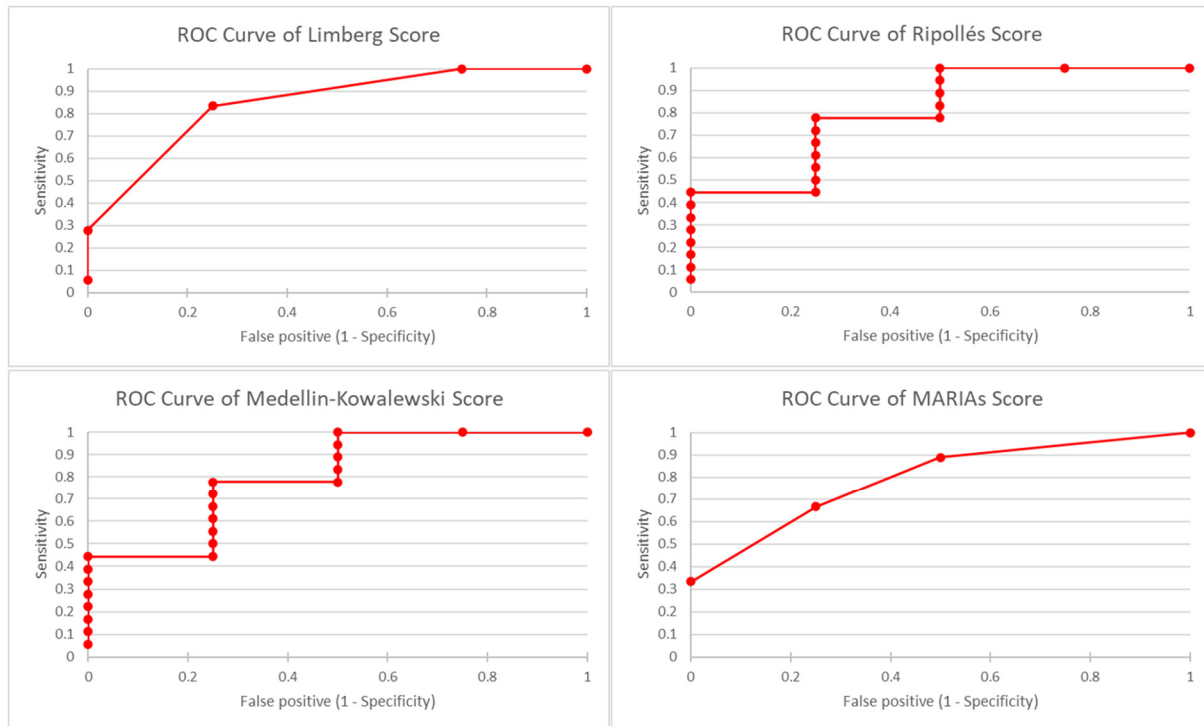 ROC Curve of Limberg Score
1
0.9
0.8
0.7
0.6
0.5
0.4
0.3
0.2
0.1
0
Sensitivity
0 0.2 0.4 0.6 0.8 1
False positive (1 - Specificity)
ROC Curve of Ripollés Score
1
0.9
0.8
0.7
0.6
0.5
0.4
0.3
0.2
0.1
0
Sensitivity
0 0.2 0.4 0.6 0.8 1
False positive (1 - Specificity)
ROC Curve of Medellin-Kowalewski Score
1
0.9
0.8
0.7
0.6
0.5
0.4
0.3
0.2
0.1
0
Sensitivity
0 0.2 0.4 0.6 0.8 1
False positive (1 - Specificity)
ROC Curve of MARIAs Score
1
0.9
0.8
0.7
0.6
0.5
0.4
0.3
0.2
0.1
0
Sensitivity
0 0.2 0.4 0.6 0.8 1
False positive (1 - Specificity)